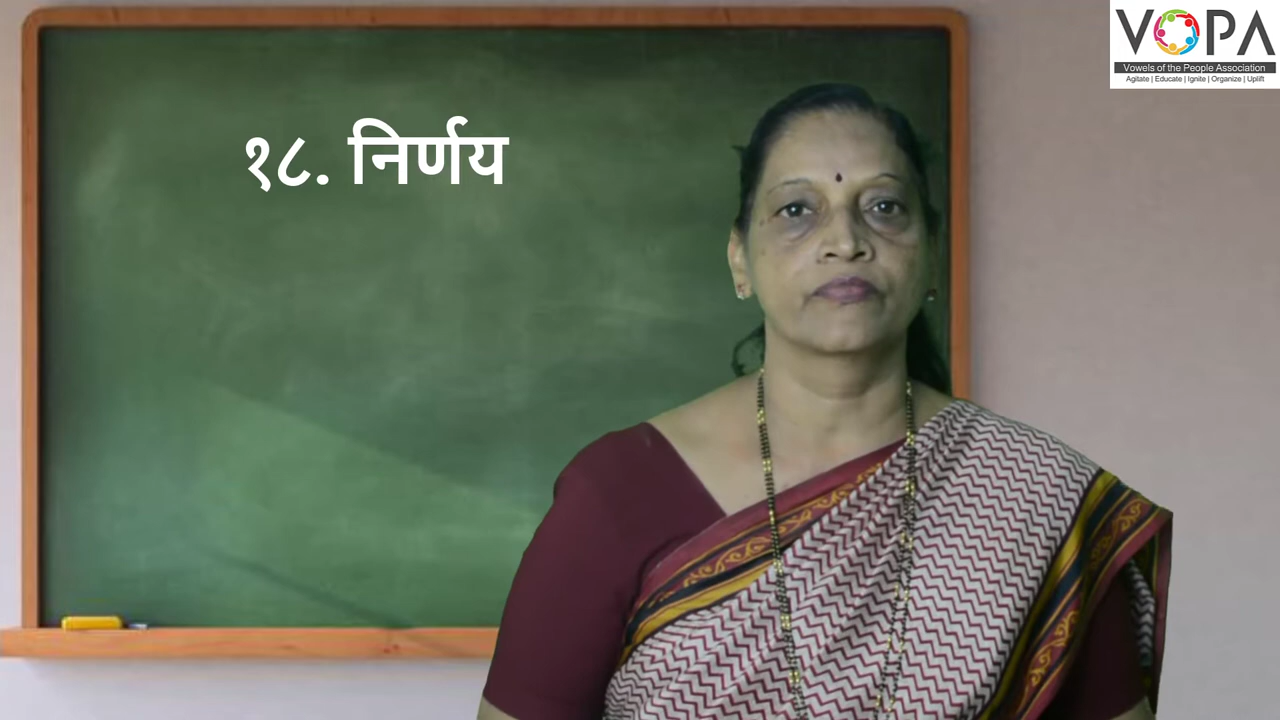 १८. निर्णय
VOPA
Vowels of the People Association
Agitate | Educate | Ignite | Organize | Uplift